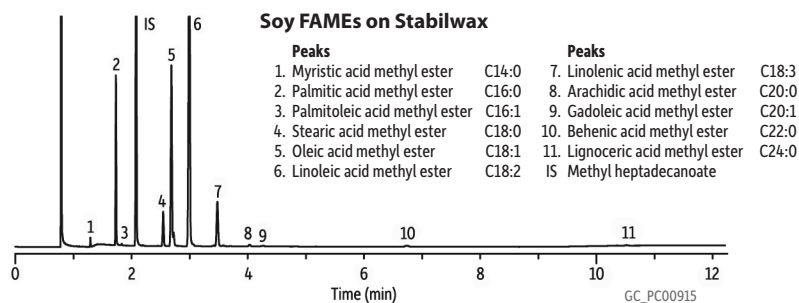 Soy FAMEs on Stabilwax
Peaks
1. Myristic acid methyl ester C14:0
2. Palmitic acid methyl ester C16:0
3. Palmitoleic acid methyl ester C16:1
4. Stearic acid methyl ester C18:0
5. Oleic acid methyl ester C18:1
6. Linoleic acid methyl ester C18:2
Peaks
7. Linolenic acid methyl ester C18:3
8. Arachidic acid methyl ester C20:0
9. Gadoleic acid methyl ester C20:1
10. Behenic acid methyl ester C22:0
11. Lignoceric acid methyl ester C24:0
IS Methyl heptadecanoate
1 2 3 IS 4 5 6 7 8 9 10 11
0 2 4 6 8 10 12
Time (min)
GC_PC00915